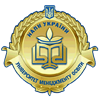 НАПН УКРАЇНИ
УНІВЕРСИТЕТ МЕНЕДЖМЕНТУ ОСВІТИ